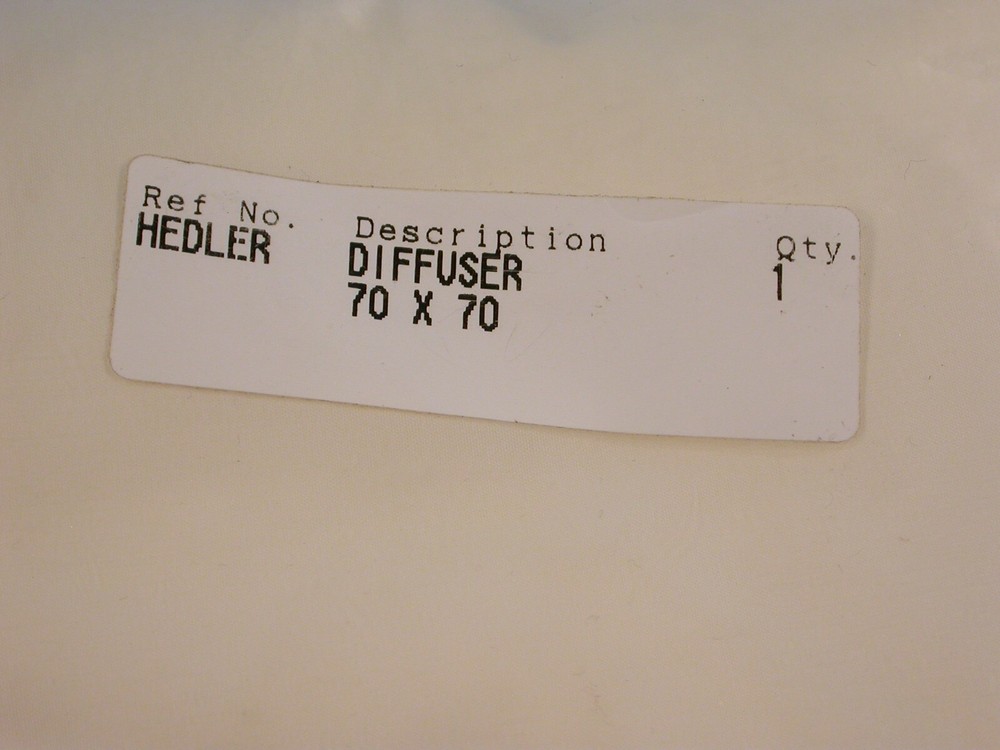 Ref No. Description Qty.
HEDLER DIFFUSER 1
70 X 70